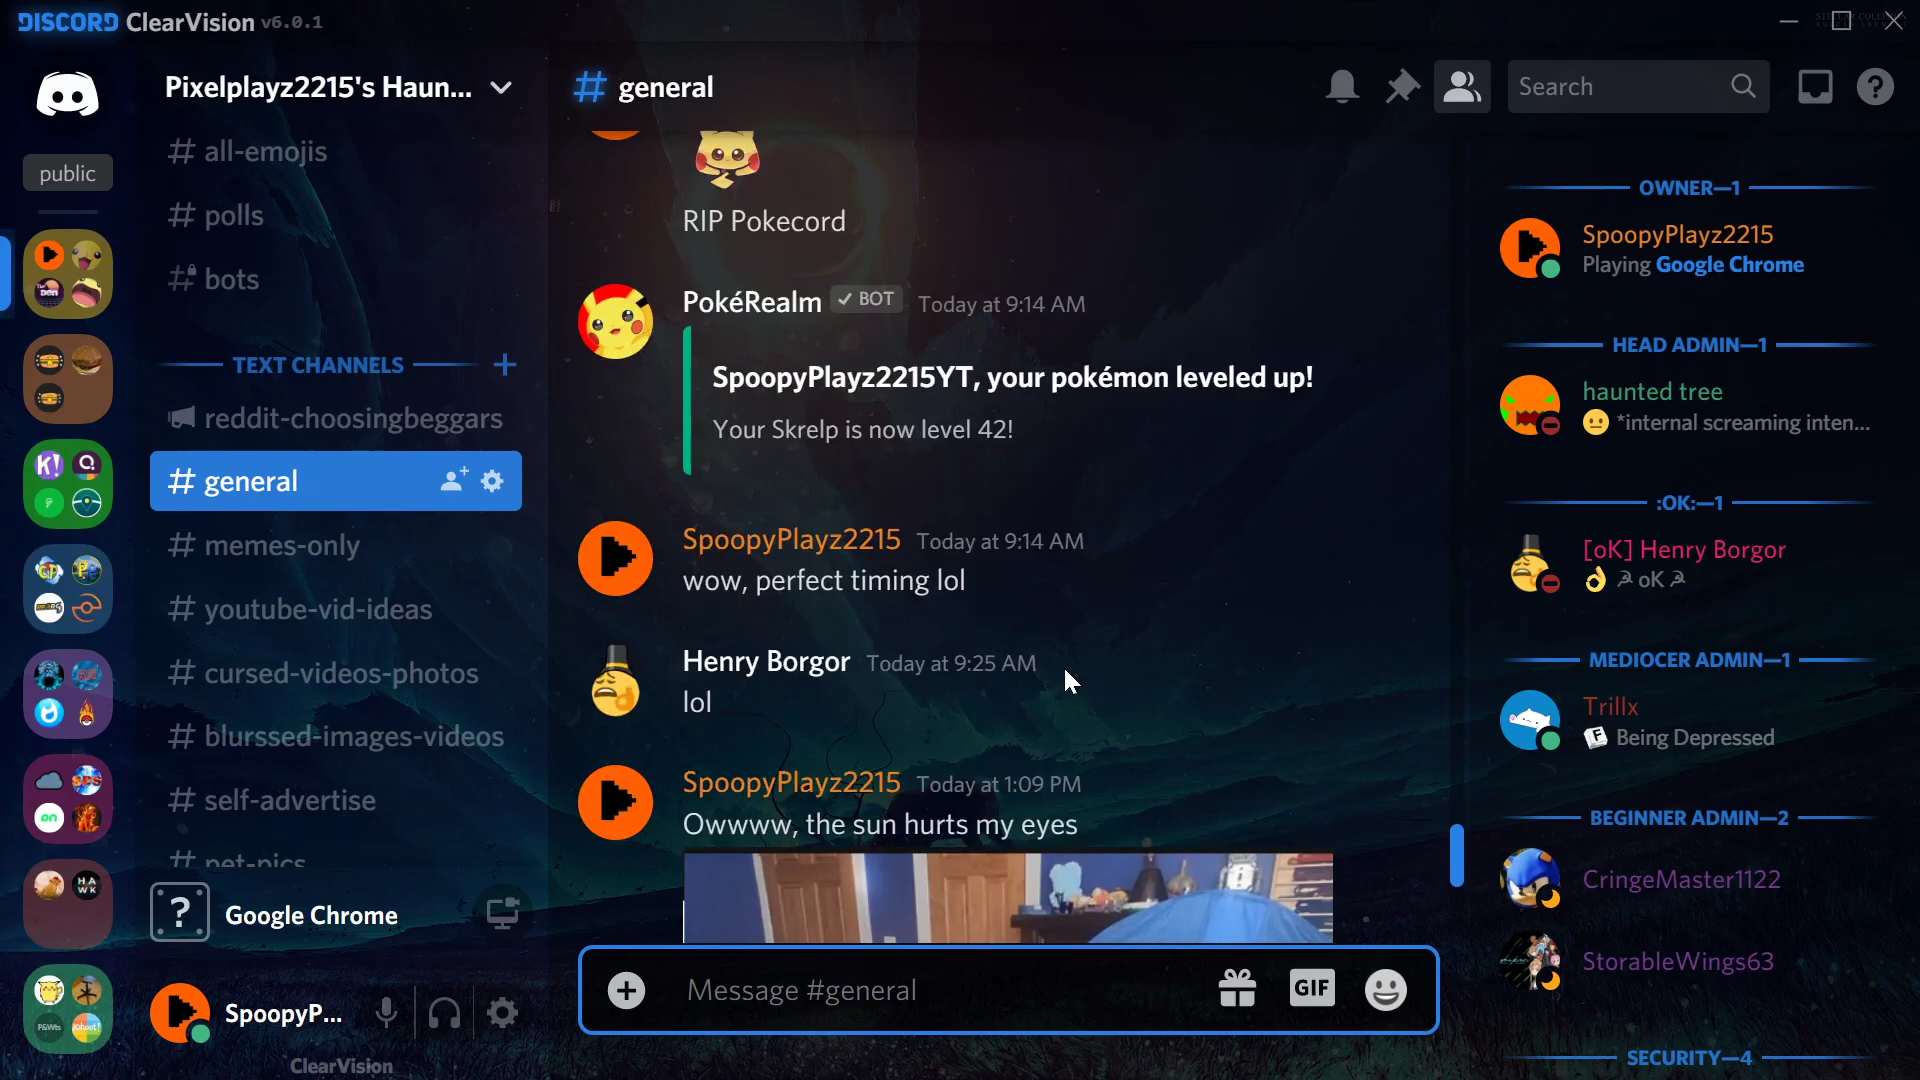 DISCORD ClearVision v6.0.1
Pixelplayz2215's Haun...
# general
Search
public
# all-emojis
# polls
# bots
TEXT CHANNELS
reddit-choosingbeggars
# general
# memes-only
# youtube-vid-ideas
# cursed-videos-photos
# blurssed-images-videos
# self-advertise
# pet-pics
Google Chrome
SpoopyP...
ClearVision
RIP Pokecord
PokéRealm ✓ BOT Today at 9:14 AM
SpoopyPlayz2215YT, your pokémon leveled up!
Your Skrelp is now level 42!
SpoopyPlayz2215 Today at 9:14 AM
wow, perfect timing lol
Henry Borgor Today at 9:25 AM
lol
SpoopyPlayz2215 Today at 1:09 PM
Owwww, the sun hurts my eyes
Message #general
GIF
OWNER—1
SpoopyPlayz2215
Playing Google Chrome
HEAD ADMIN—1
haunted tree
*internal screaming inten...
:OK:—1
[oK] Henry Borgor
👌 ☭ oK ☭
MEDIOCER ADMIN—1
Trillx
Being Depressed
BEGINNER ADMIN—2
CringeMaster1122
StorableWings63
SECURITY—4